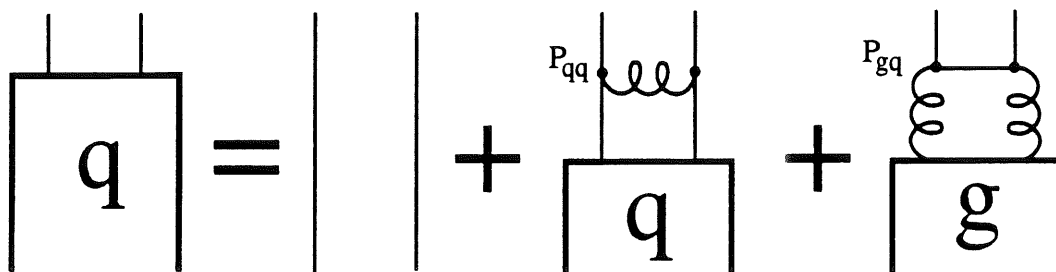 q = + P_qq q + P_gq g